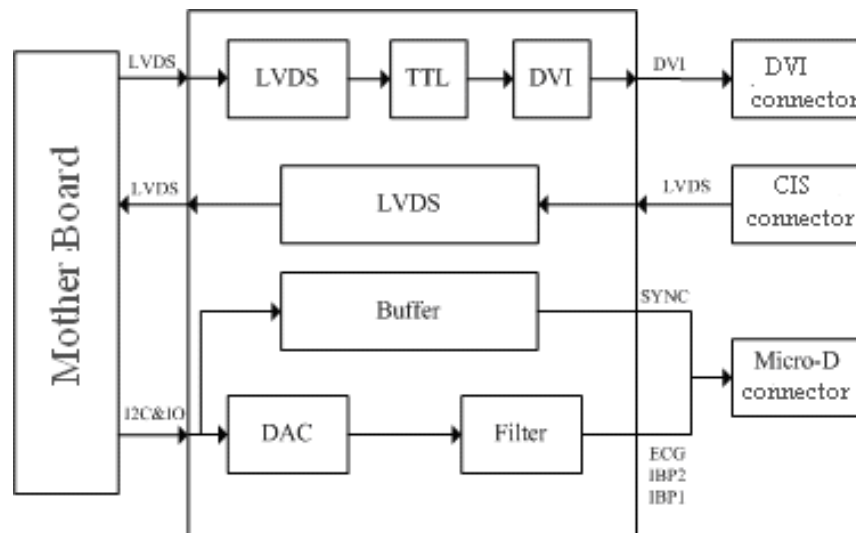 Mother Board
LVDS
LVDS
TTL
DVI
DVI
DVI
connector
LVDS
LVDS
LVDS
CIS
connector
Buffer
SYNC
Micro-D
connector
I2C&IO
DAC
Filter
ECG
IBP2
IBP1